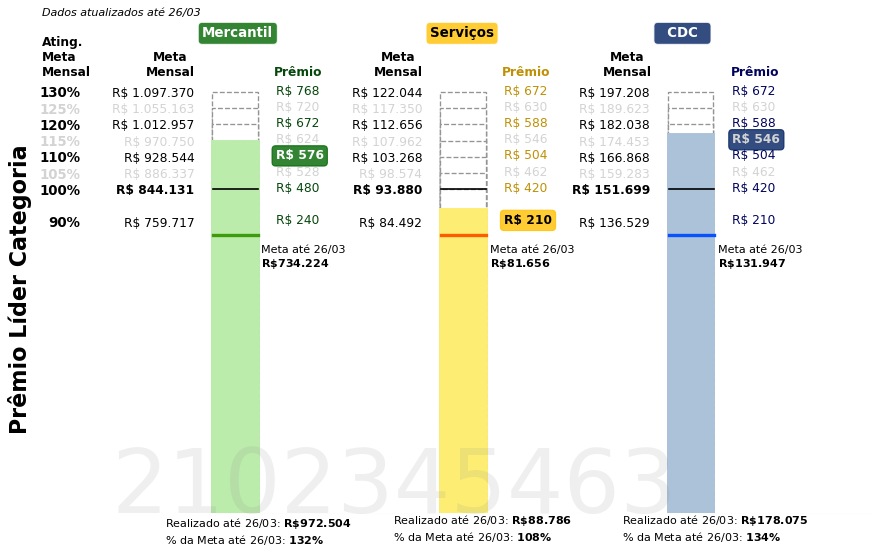 Dados atualizados até 26/03
Mercantil Serviços CDC
Ating.
Meta Meta Meta Meta
Mensal Mensal Prêmio Mensal Prêmio Mensal Prêmio
130% R$ 1.097.370 R$ 768 R$ 122.044 R$ 672 R$ 197.208 R$ 672
125% R$ 1.055.163 R$ 720 R$ 117.350 R$ 630 R$ 189.623 R$ 630
120% R$ 1.012.957 R$ 672 R$ 112.656 R$ 588 R$ 182.038 R$ 588
115% R$ 970.750 R$ 624 R$ 107.962 R$ 546 R$ 174.453 R$ 546
110% R$ 928.544 R$ 576 R$ 103.268 R$ 504 R$ 166.868 R$ 504
105% R$ 886.337 R$ 528 R$ 98.574 R$ 462 R$ 159.283 R$ 462
100% R$ 844.131 R$ 480 R$ 93.880 R$ 420 R$ 151.699 R$ 420
90% R$ 759.717 R$ 240 R$ 84.492 R$ 210 R$ 136.529 R$ 210
Meta até 26/03 Meta até 26/03 Meta até 26/03
R$734.224 R$81.656 R$131.947
Prêmio Líder Categoria
2102345463
Realizado até 26/03: R$972.504 Realizado até 26/03: R$88.786 Realizado até 26/03: R$178.075
% da Meta até 26/03: 132% % da Meta até 26/03: 108% % da Meta até 26/03: 134%